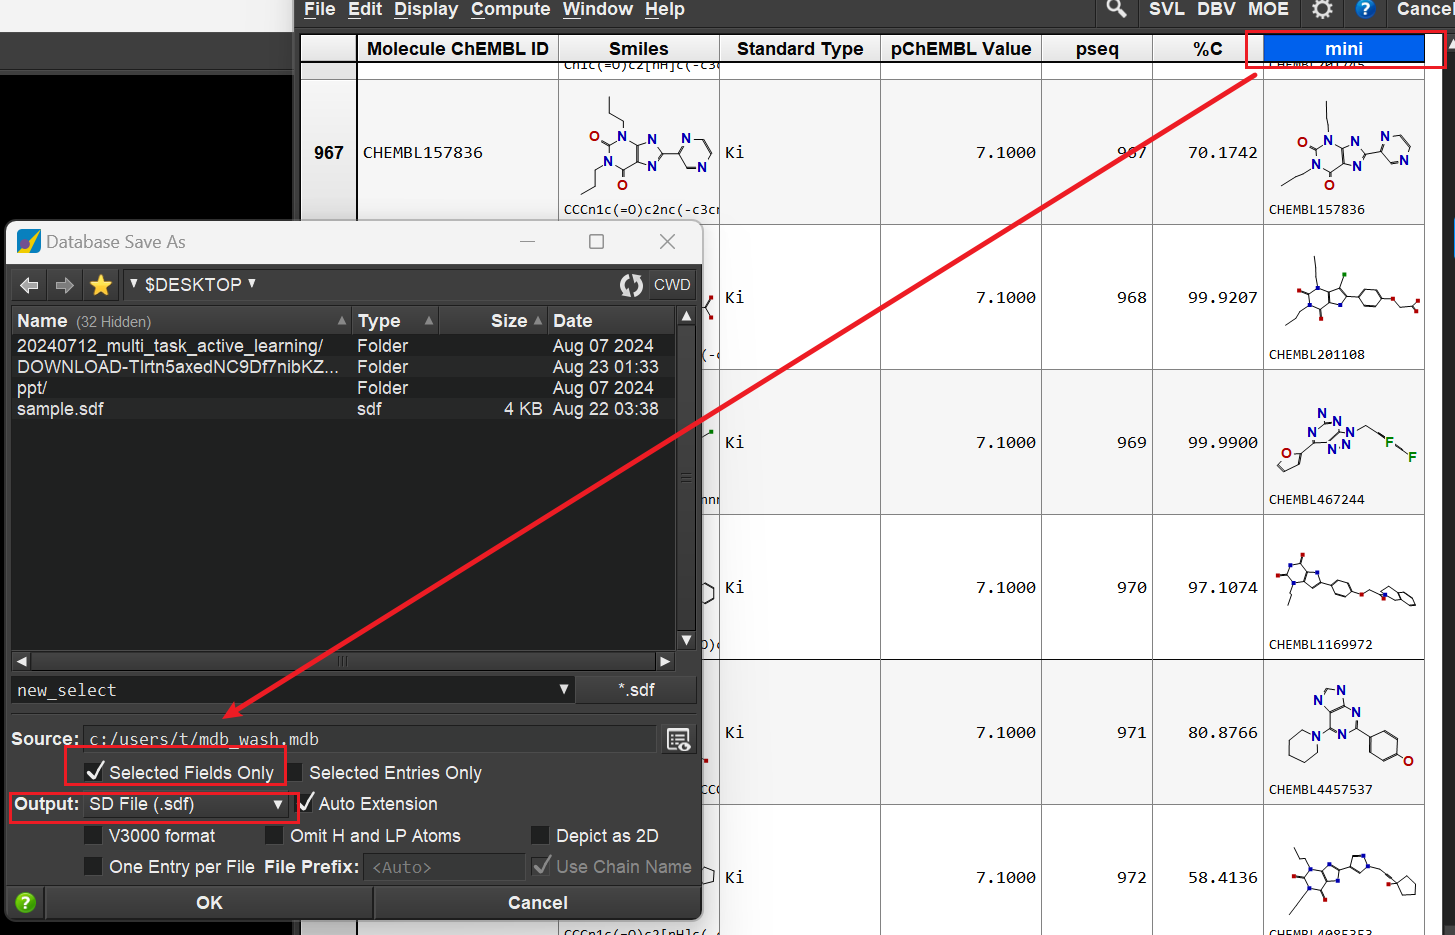 File Edit Display Compute Window Help
SVL DBV MOE ? Cancel
Molecule ChEMBL ID Smiles Standard Type pChEMBL Value pseq %C mini
967 CHEMBL157836 Ki 7.1000 967 70.1742
CCCn1c(=O)c2nc(-c3cn CHEMBL157836
Ki 7.1000 968 99.9207
CHEMBL201108
Ki 7.1000 969 99.9900
CHEMBL467244
Ki 7.1000 970 97.1074
CHEMBL1169972
Ki 7.1000 971 80.8766
CHEMBL4457537
Ki 7.1000 972 58.4136
Database Save As
$DESKTOP CWD
Name (32 Hidden) Type Size Date
20240712_multi_task_active_learning/ Folder Aug 07 2024
DOWNLOAD-TIrtn5axedNC9Df7nibKZ... Folder Aug 23 01:33
ppt/ Folder Aug 07 2024
sample.sdf sdf 4 KB Aug 22 03:38
new_select *.sdf
Source: c:/users/t/mdb_wash.mdb
Selected Fields Only Selected Entries Only
Output: SD File (.sdf) Auto Extension
V3000 format Omit H and LP Atoms Depict as 2D
One Entry per File File Prefix: <Auto> Use Chain Name
? OK Cancel